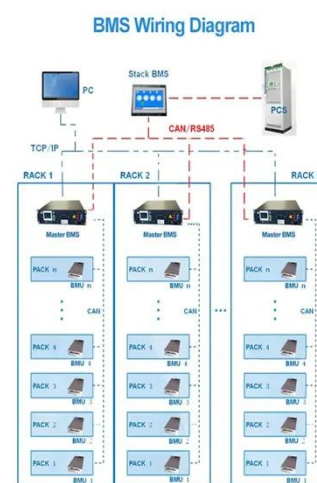 BMS Wiring Diagram
Stack BMS
PC
PCS
CAN/RS485
TCP/IP
RACK 1
RACK 2
RACK
Master BMS
Master BMS
Master BMS
PACK n
PACK n
PACK n
BMU n
BMU n
BMU n
CAN
CAN
CAN
PACK 4
PACK 4
PACK 4
BMU 4
BMU 4
BMU 4
PACK 3
PACK 3
PACK 3
BMU 3
BMU 3
BMU 3
PACK 2
PACK 2
PACK 2
BMU 2
BMU 2
BMU 2
PACK 1
PACK 1
PACK 1
BMU 1
BMU 1
BMU 1